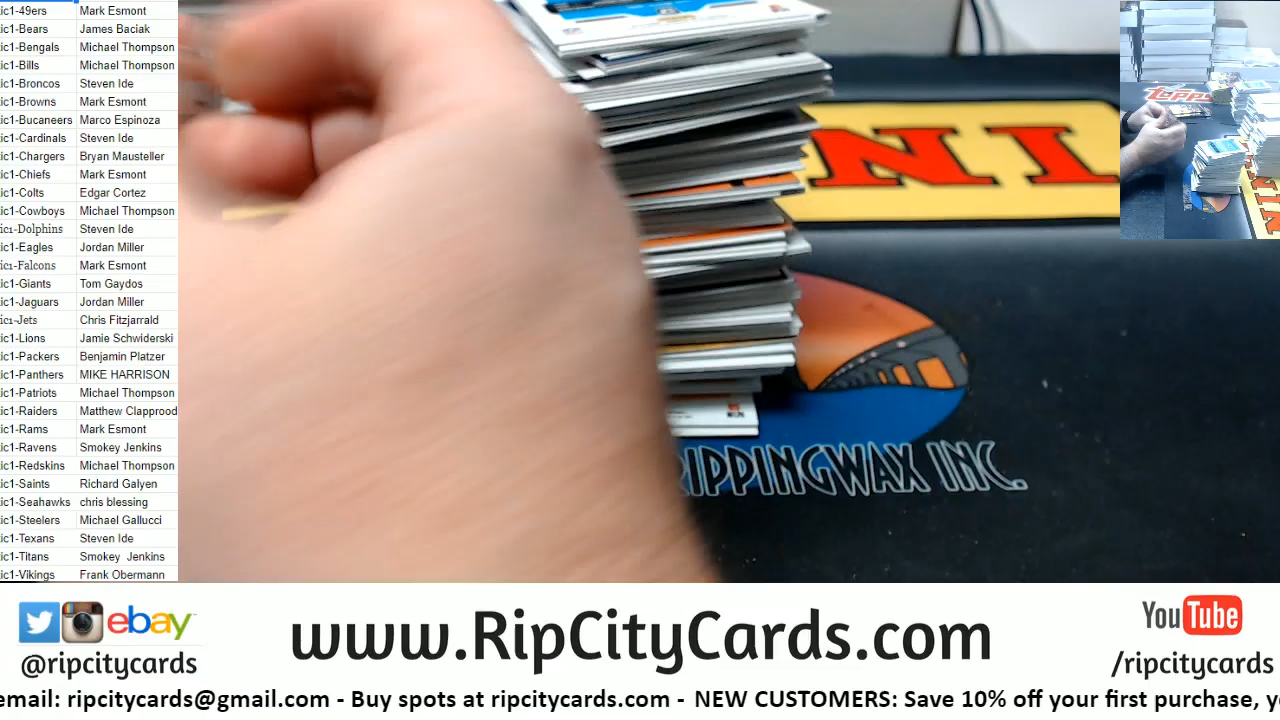 ic1-49ers Mark Esmont
ic1-Bears James Baciak
ic1-Bengals Michael Thompson
ic1-Bills Michael Thompson
ic1-Broncos Steven Ide
ic1-Browns Mark Esmont
ic1-Bucaneers Marco Espinoza
ic1-Cardinals Steven Ide
ic1-Chargers Bryan Mausteller
ic1-Chiefs Mark Esmont
ic1-Colts Edgar Cortez
ic1-Cowboys Michael Thompson
ic1-Dolphins Steven Ide
ic1-Eagles Jordan Miller
ic1-Falcons Mark Esmont
ic1-Giants Tom Gaydos
ic1-Jaguars Jordan Miller
ic1-Jets Chris Fitzjarrald
ic1-Lions Jamie Schwiderski
ic1-Packers Benjamin Platzer
ic1-Panthers MIKE HARRISON
ic1-Patriots Michael Thompson
ic1-Raiders Matthew Clapprood
ic1-Rams Mark Esmont
ic1-Ravens Smokey Jenkins
ic1-Redskins Michael Thompson
ic1-Saints Richard Galyen
ic1-Seahawks chris blessing
ic1-Steelers Michael Gallucci
ic1-Texans Steven Ide
ic1-Titans Smokey Jenkins
ic1-Vikings Frank Obermann
NI
RIPPINGWAX INC.
TOPPS
NI
ebay
@ripcitycards
www.RipCityCards.com
YouTube
/ripcitycards
email: ripcitycards@gmail.com - Buy spots at ripcitycards.com - NEW CUSTOMERS: Save 10% off your first purchase, y